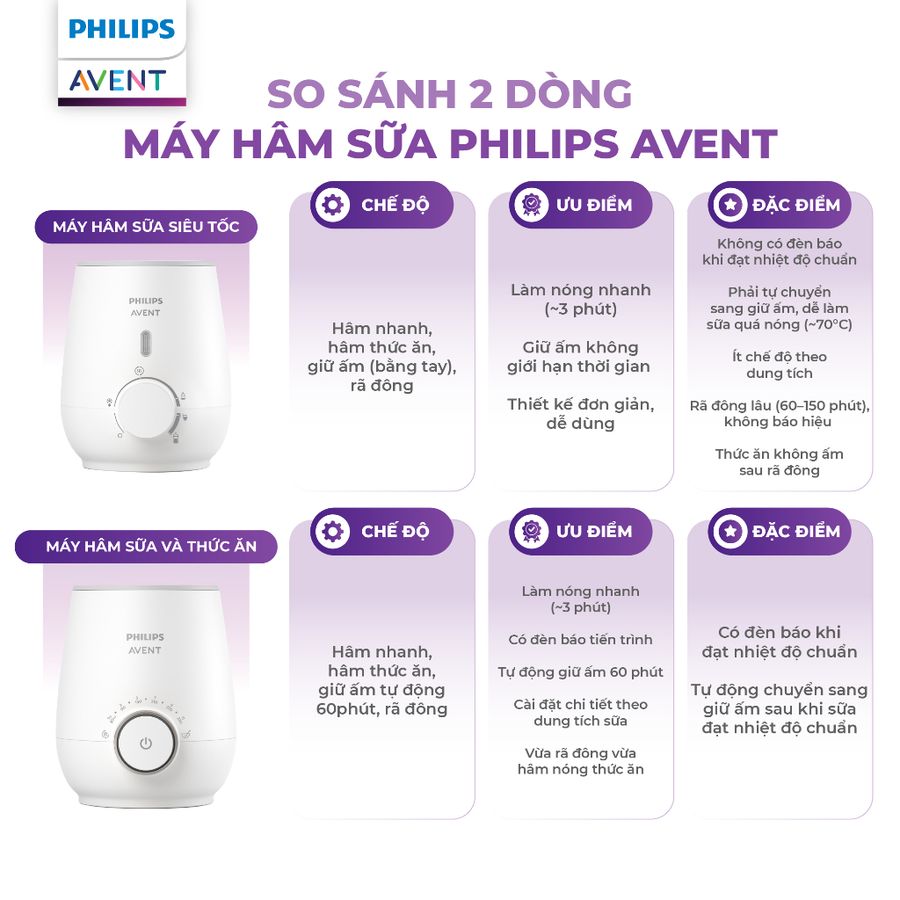 PHILIPS
AVENT
SO SÁNH 2 DÒNG
MÁY HÂM SỮA PHILIPS AVENT
MÁY HÂM SỮA SIÊU TỐC
PHILIPS
AVENT
CHẾ ĐỘ
Hâm nhanh,
hâm thức ăn,
giữ ấm (bằng tay),
rã đông
ƯU ĐIỂM
Làm nóng nhanh
(~3 phút)
Giữ ấm không
giới hạn thời gian
Thiết kế đơn giản,
dễ dùng
ĐẶC ĐIỂM
Không có đèn báo
khi đạt nhiệt độ chuẩn
Phải tự chuyển
sang giữ ấm, dễ làm
sữa quá nóng (~70°C)
Ít chế độ theo
dung tích
Rã đông lâu (60–150 phút),
không báo hiệu
Thức ăn không ấm
sau rã đông
MÁY HÂM SỮA VÀ THỨC ĂN
PHILIPS
AVENT
CHẾ ĐỘ
Hâm nhanh,
hâm thức ăn,
giữ ấm tự động
60phút, rã đông
ƯU ĐIỂM
Làm nóng nhanh
(~3 phút)
Có đèn báo tiến trình
Tự động giữ ấm 60 phút
Cài đặt chi tiết theo
dung tích sữa
Vừa rã đông vừa
hâm nóng thức ăn
ĐẶC ĐIỂM
Có đèn báo khi
đạt nhiệt độ chuẩn
Tự động chuyển sang
giữ ấm sau khi sữa
đạt nhiệt độ chuẩn